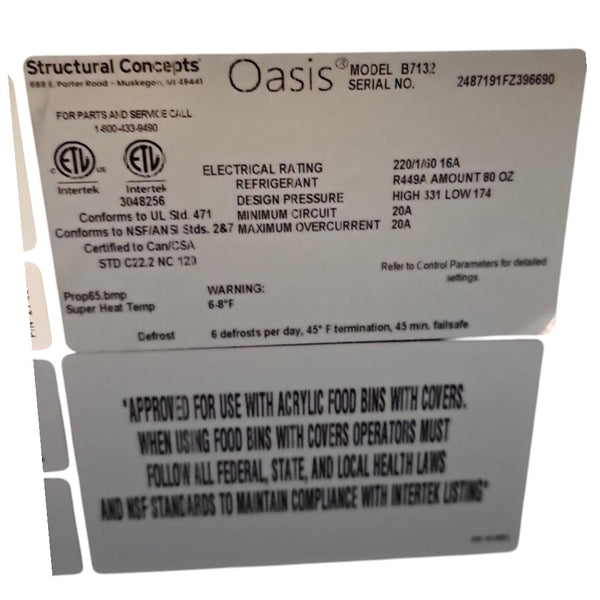 Structural Concepts® Oasis® MODEL B7132
888 E. Porter Road - Muskegon, MI 49441 SERIAL NO. 2487191FZ396690
FOR PARTS AND SERVICE CALL
1-800-433-9490
C ETL US ETL
Intertek Intertek
3048256
Conforms to UL Std. 471
Conforms to NSF/ANSI Stds. 2&7
Certified to Can/CSA
STD C22.2 NO 120
ELECTRICAL RATING 220/1/60 16A
REFRIGERANT R449A AMOUNT 80 OZ
DESIGN PRESSURE HIGH 331 LOW 174
MINIMUM CIRCUIT 20A
MAXIMUM OVERCURRENT 20A
Refer to Control Parameters for detailed
settings.
Prop65.bmp WARNING:
Super Heat Temp 6-8°F
Defrost 6 defrosts per day, 45° F termination, 45 min. failsafe
"APPROVED FOR USE WITH ACRYLIC FOOD BINS WITH COVERS.
WHEN USING FOOD BINS WITH COVERS OPERATORS MUST
FOLLOW ALL FEDERAL, STATE, AND LOCAL HEALTH LAWS
AND NSF STANDARDS TO MAINTAIN COMPLIANCE WITH INTERTEK LISTING"